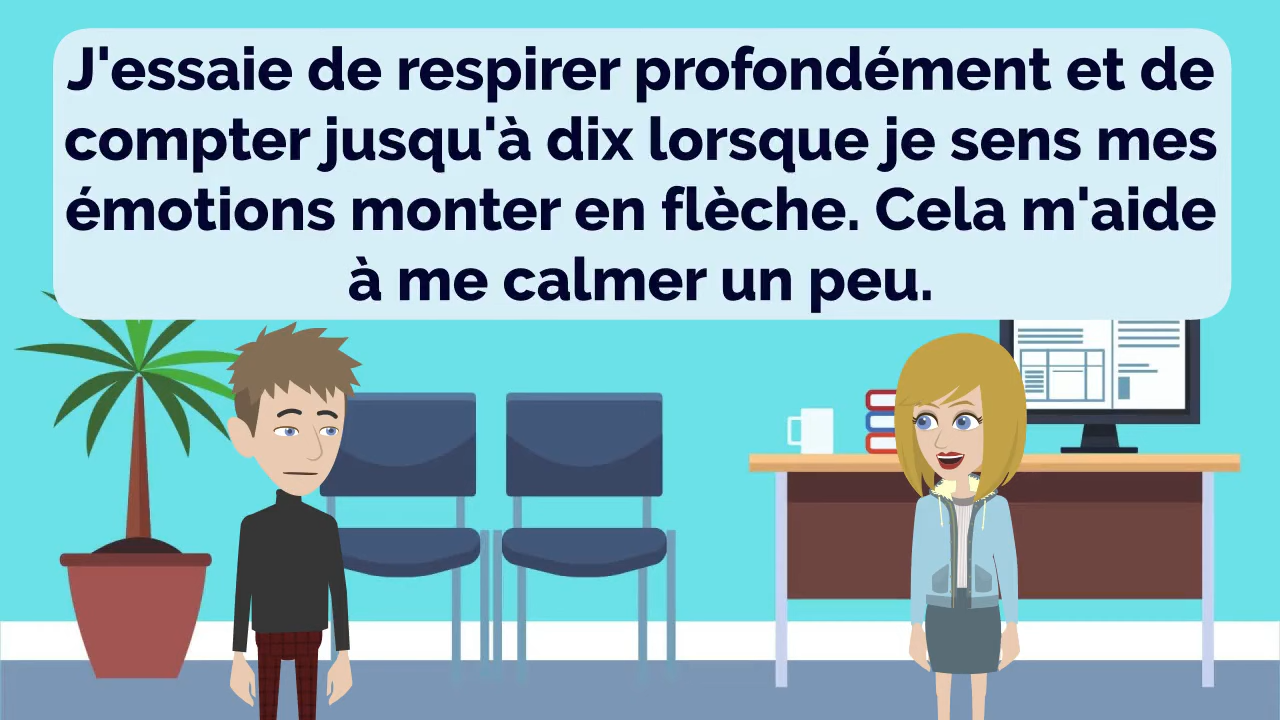 J'essaie de respirer profondément et de
compter jusqu'à dix lorsque je sens mes
émotions monter en flèche. Cela m'aide
à me calmer un peu.